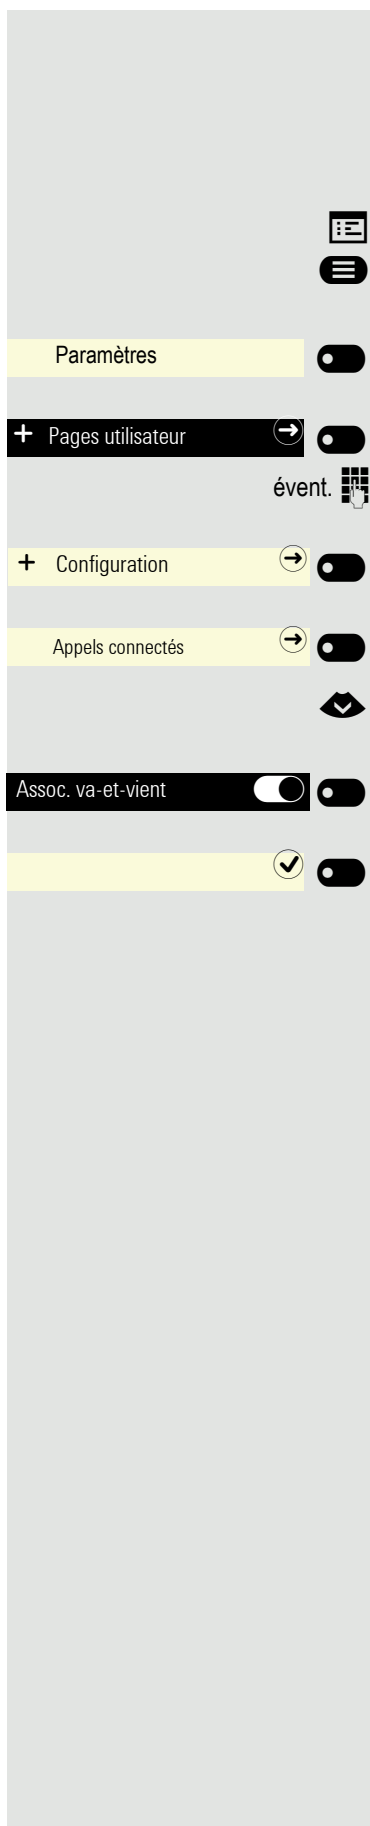 Paramètres
+ Pages utilisateur
évent.
+ Configuration
Appels connectés
Assoc. va-et-vient